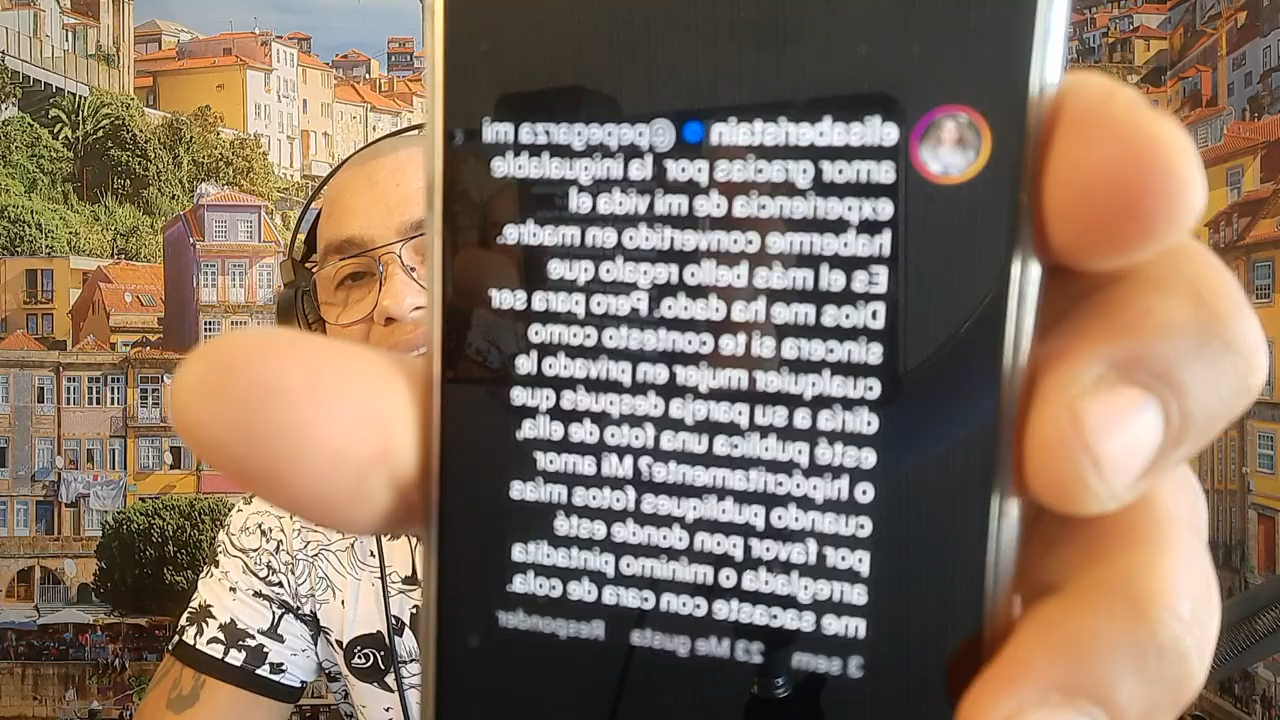 elisaberistain @pepegarza mi
amor gracias por la inigualable
experiencia de mi vida el
haberme convertido en madre.
Es el más bello regalo que
Dios me ha dado. Pero para ser
sincera si te contesto como
cualquier mujer en privado le
diría a su pareja después que
esté publica una foto de ella,
o hipócritamente? Mi amor
cuando publiques fotos mías
por favor pon donde esté
arreglada o mínimo pintadita
me sacaste con cara de cola.
3 sem 23 Me gusta Responder